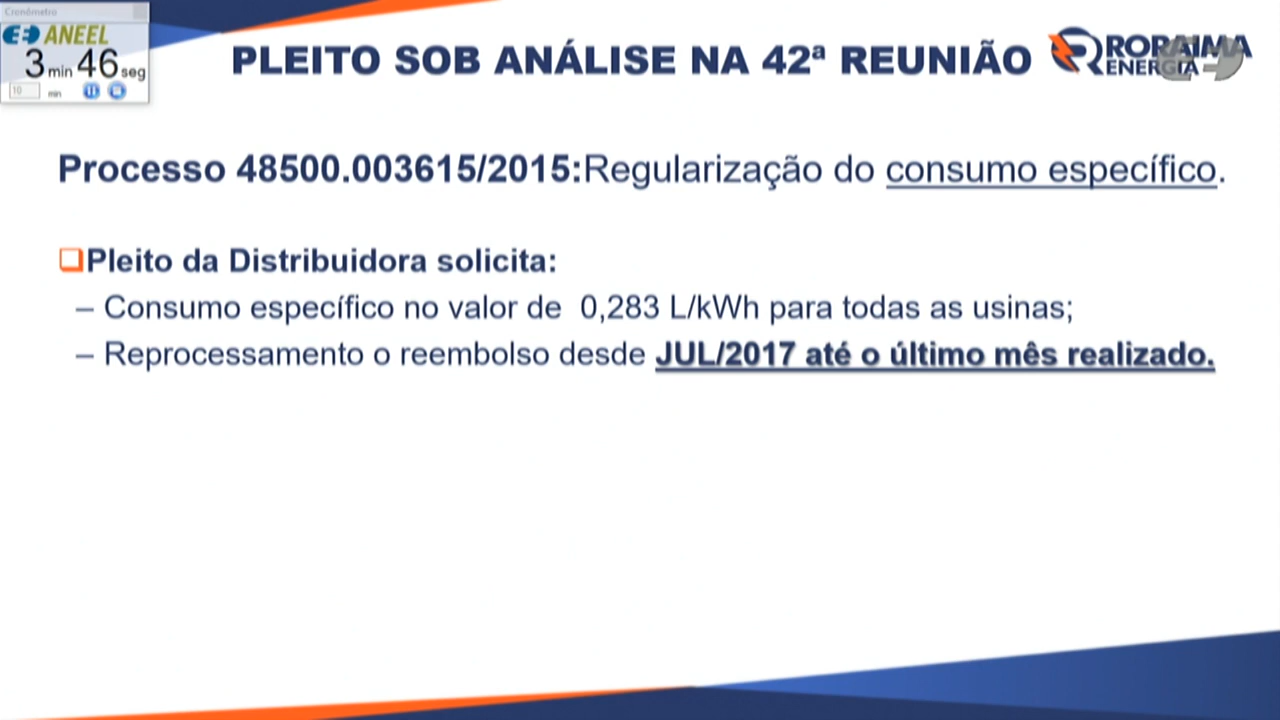 Cronômetro
ANEEL
3 min 46 seg
10 min
PLEITO SOB ANÁLISE NA 42ª REUNIÃO
RORAIMA
ENERGIA
Processo 48500.003615/2015:Regularização do consumo específico.
Pleito da Distribuidora solicita:
– Consumo específico no valor de 0,283 L/kWh para todas as usinas;
– Reprocessamento o reembolso desde JUL/2017 até o último mês realizado.